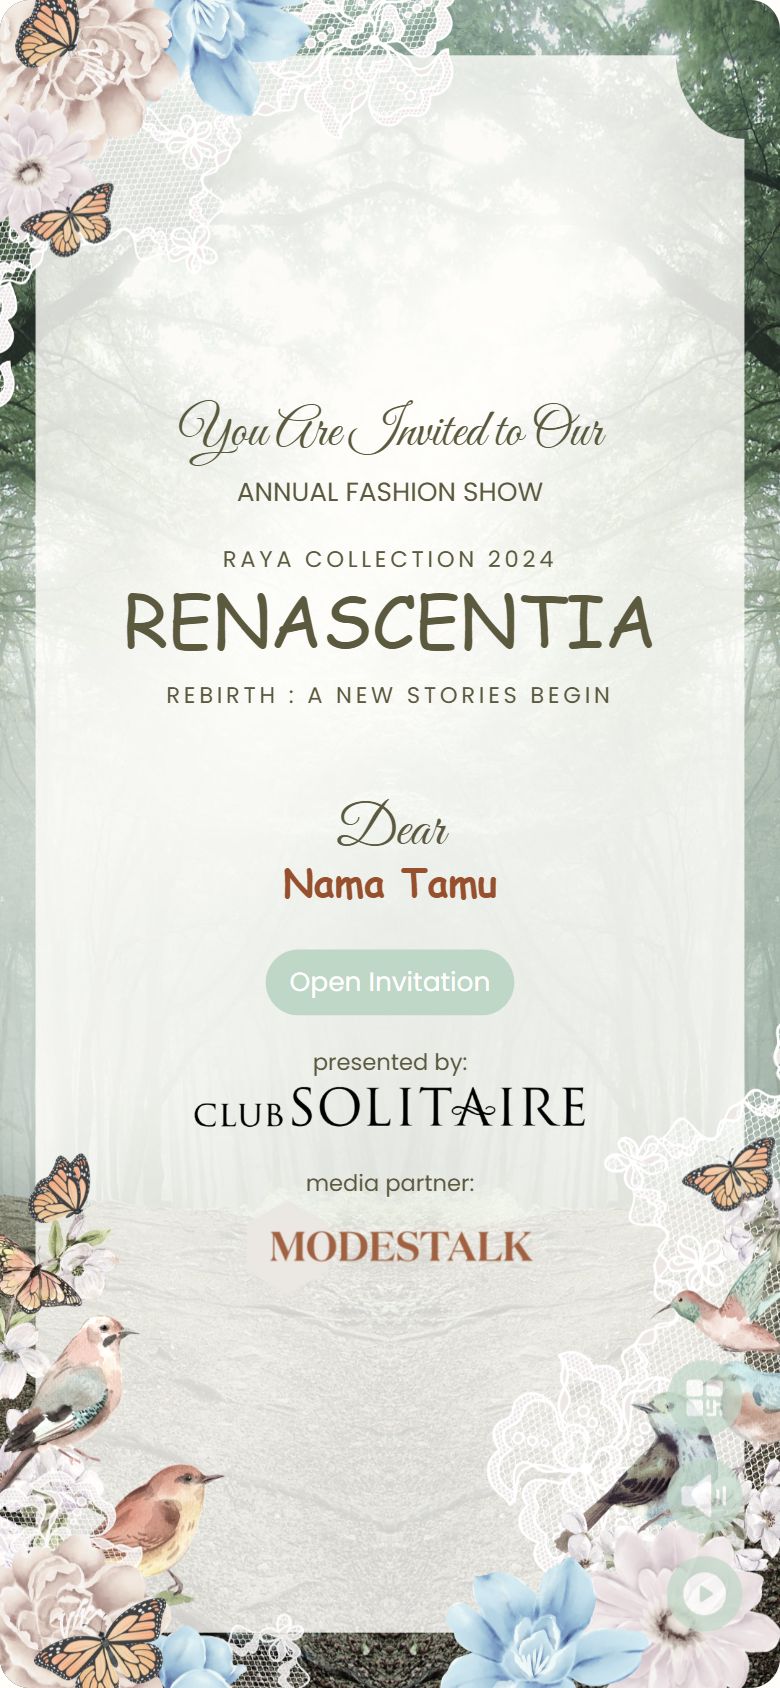 You Are Invited to Our
ANNUAL FASHION SHOW
RAYA COLLECTION 2024
RENASCENTIA
REBIRTH : A NEW STORIES BEGIN
Dear
Nama Tamu
Open Invitation
presented by:
CLUB SOLITAIRE
media partner:
MODESTALK